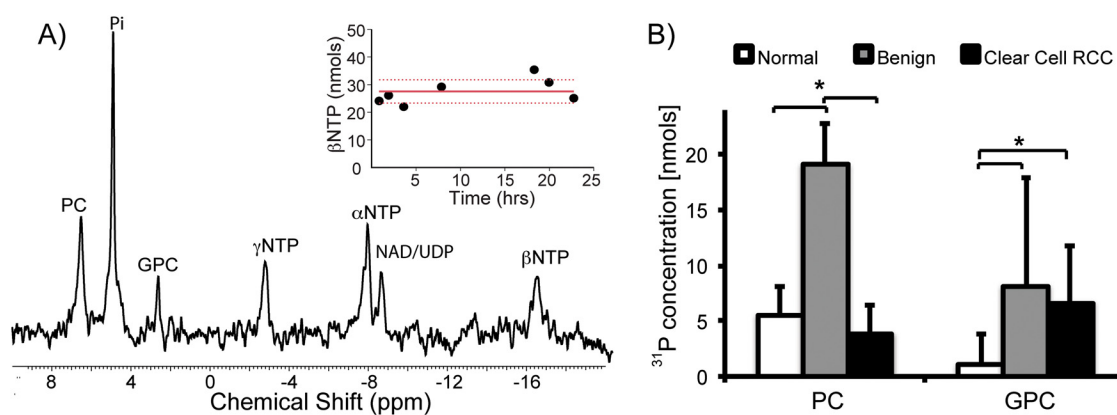 A)
Pi
PC
GPC
γNTP
αNTP
NAD/UDP
βNTP
8 4 0 -4 -8 -12 -16
Chemical Shift (ppm)
50
40
30
20
10
0
βNTP (nmols)
5 10 15 20 25
Time (hrs)
B)
Normal Benign Clear Cell RCC
*
*
20
15
10
5
0
³¹P concentration [nmols]
PC GPC